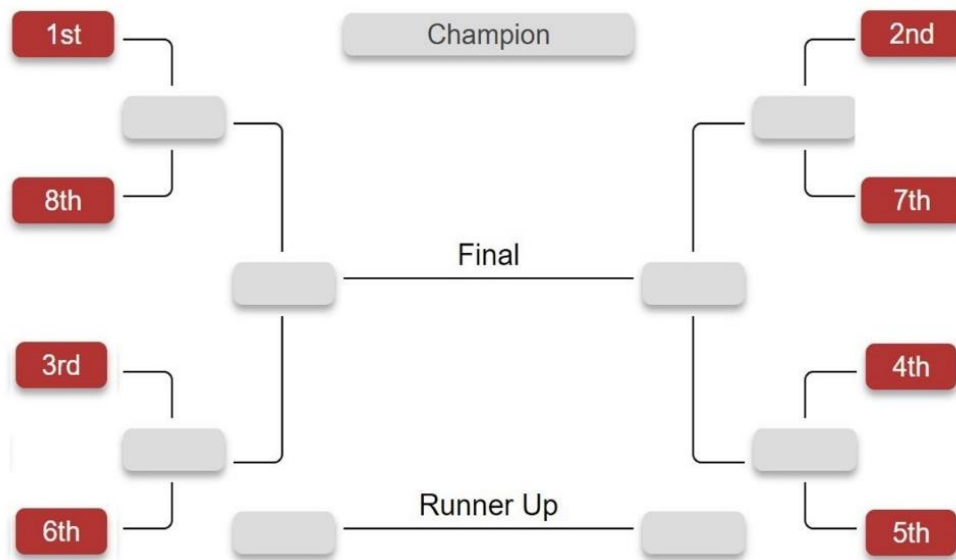 1st
Champion
2nd
8th
7th
Final
3rd
4th
6th
Runner Up
5th